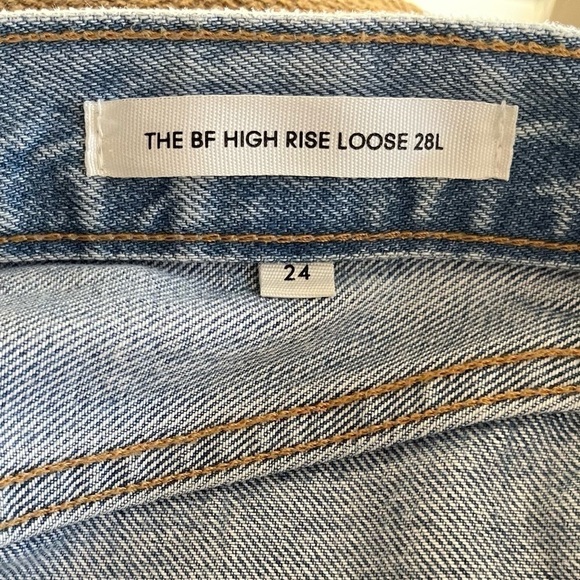 THE BF HIGH RISE LOOSE 28L
24